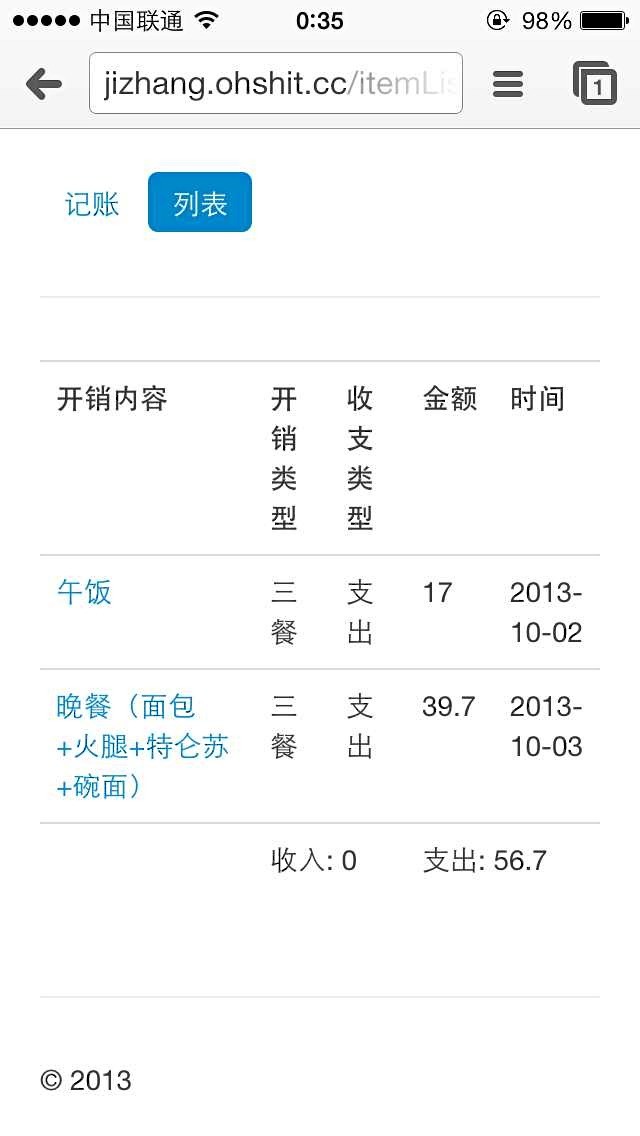 中国联通 0:35 98%
jizhang.ohshit.cc/itemLis
1
记账 列表
开销内容 开销类型 收支类型 金额 时间
午饭 三餐 支出 17 2013-10-02
晚餐（面包+火腿+特仑苏+碗面） 三餐 支出 39.7 2013-10-03
收入: 0 支出: 56.7
© 2013